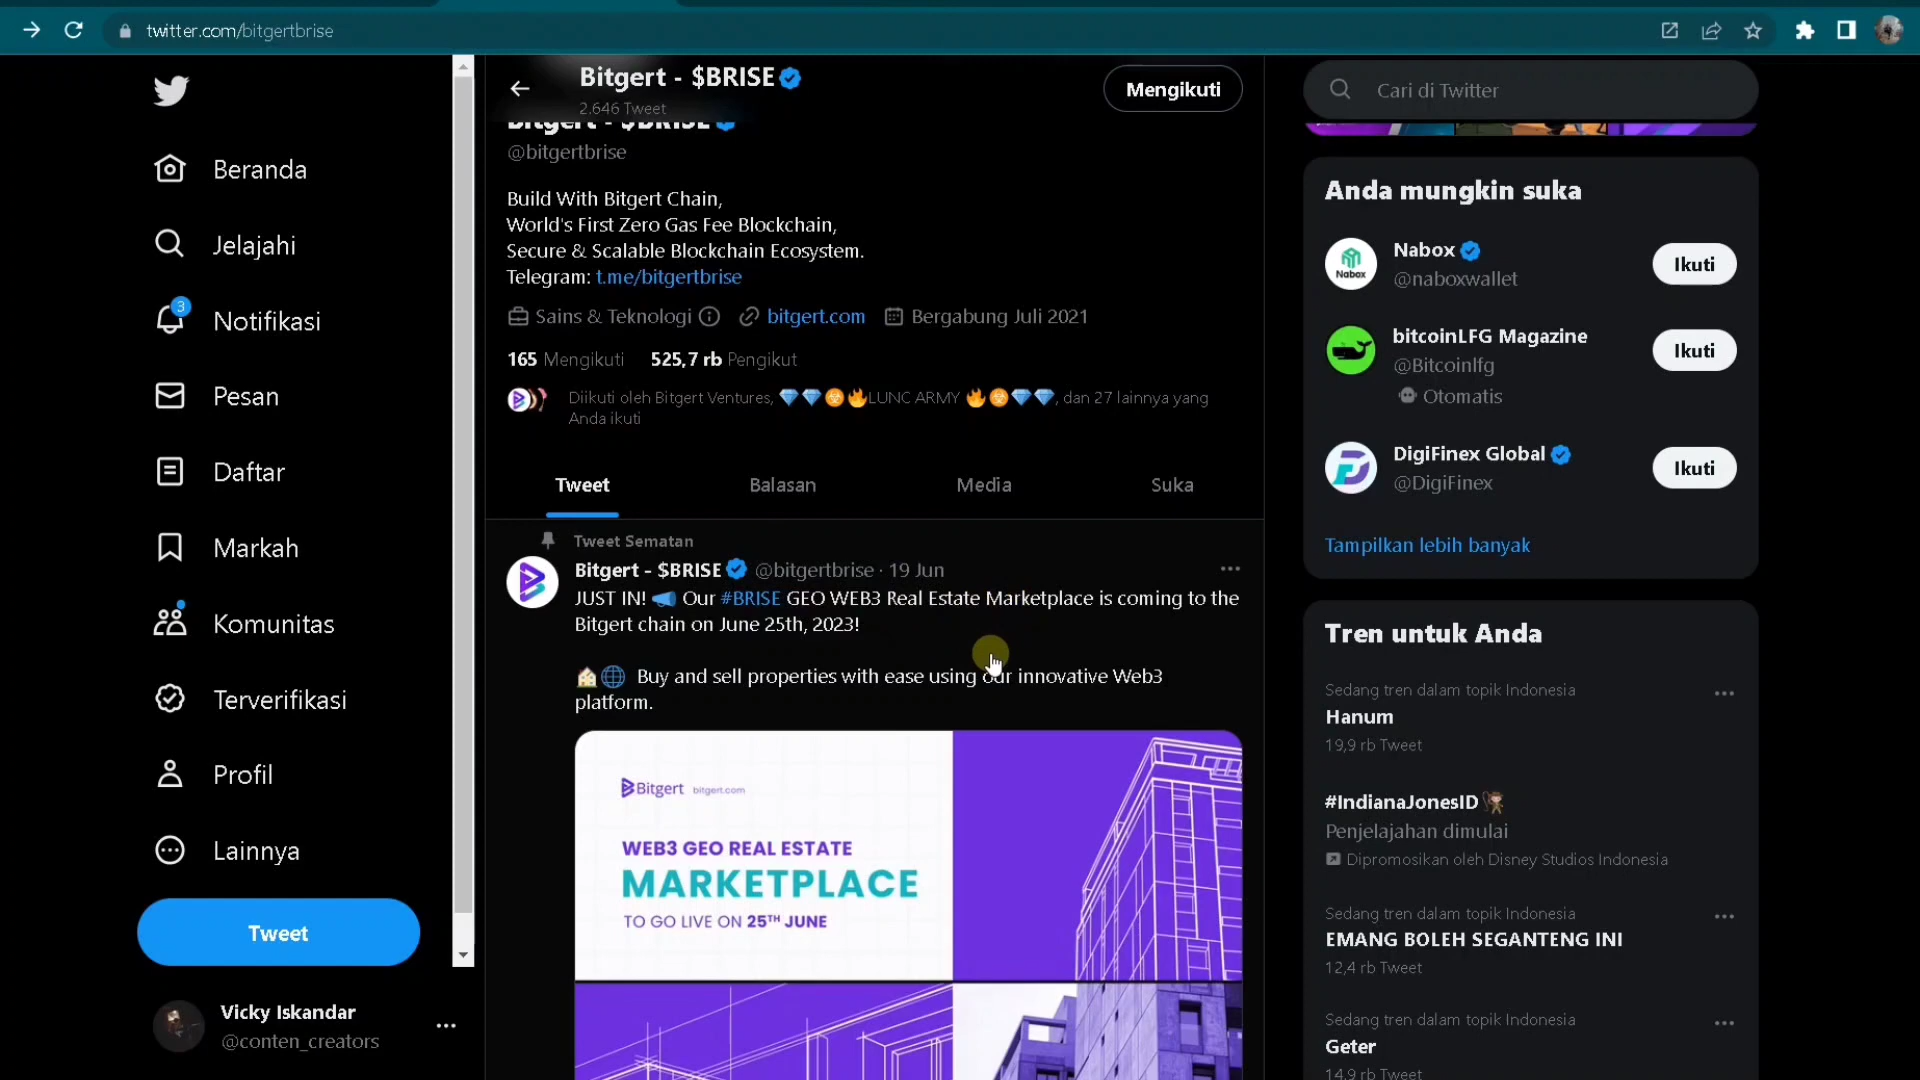 twitter.com/bitgertbrise
Beranda
Jelajahi
3
Notifikasi
Pesan
Daftar
Markah
Komunitas
Terverifikasi
Profil
Lainnya
Tweet
Vicky Iskandar
@conten_creators
Bitgert - $BRISE
2.646 Tweet
Mengikuti
Bitgert - $BRISE
@bitgertbrise
Build With Bitgert Chain,
World's First Zero Gas Fee Blockchain,
Secure & Scalable Blockchain Ecosystem.
Telegram: t.me/bitgertbrise
Sains & Teknologi bitgert.com Bergabung Juli 2021
165 Mengikuti 525,7 rb Pengikut
Diikuti oleh Bitgert Ventures, 💎💎☣️🔥LUNC ARMY 🔥☣️💎💎, dan 27 lainnya yang
Anda ikuti
Tweet Balasan Media Suka
Tweet Sematan
Bitgert - $BRISE @bitgertbrise · 19 Jun
JUST IN! 📣 Our #BRISE GEO WEB3 Real Estate Marketplace is coming to the
Bitgert chain on June 25th, 2023!
🏠🌐 Buy and sell properties with ease using our innovative Web3
platform.
Bitgert bitgert.com
WEB3 GEO REAL ESTATE
MARKETPLACE
TO GO LIVE ON 25TH JUNE
Cari di Twitter
Anda mungkin suka
Nabox
Nabox
@naboxwallet
Ikuti
bitcoinLFG Magazine
@Bitcoinlfg
Otomatis
Ikuti
DigiFinex Global
@DigiFinex
Ikuti
Tampilkan lebih banyak
Tren untuk Anda
Sedang tren dalam topik Indonesia
Hanum
19,9 rb Tweet
#IndianaJonesID
Penjelajahan dimulai
Dipromosikan oleh Disney Studios Indonesia
Sedang tren dalam topik Indonesia
EMANG BOLEH SEGANTENG INI
12,4 rb Tweet
Sedang tren dalam topik Indonesia
Geter
14,9 rb Tweet